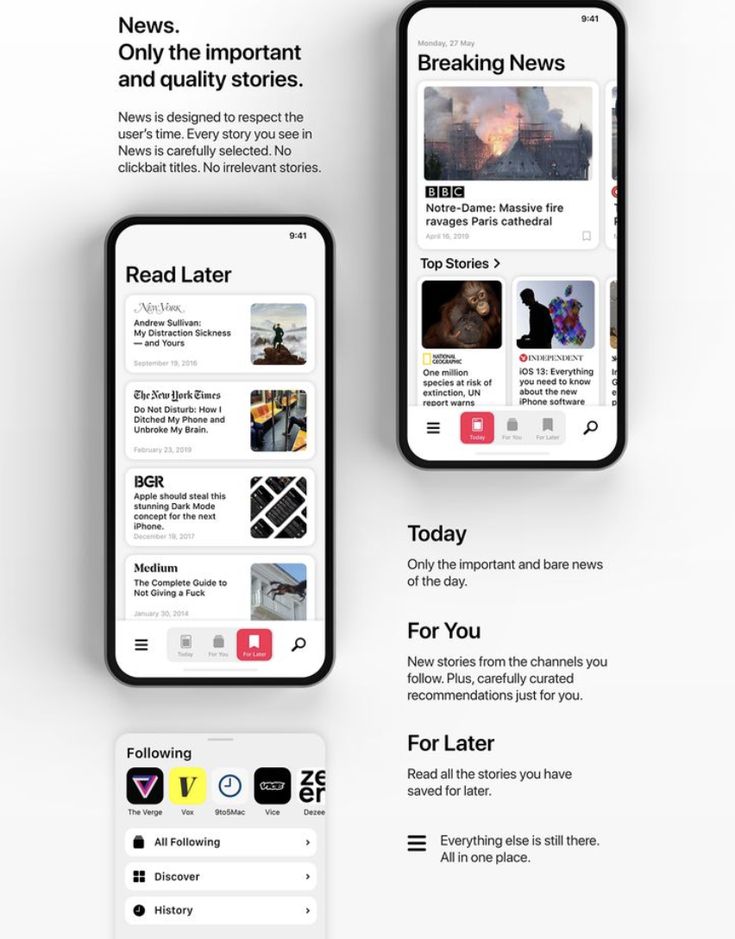 News.
Only the important
and quality stories.
News is designed to respect the
user's time. Every story you see in
News is carefully selected. No
clickbait titles. No irrelevant stories.
9:41
Monday, 27 May
Breaking News
BBC
Notre-Dame: Massive fire
ravages Paris cathedral
April 16, 2019
Top Stories >
NATIONAL
GEOGRAPHIC
One million
species at risk of
extinction, UN
report warns
INDEPENDENT
iOS 13: Everything
you need to know
about the new
iPhone software
Today
For You
For Later
9:41
Read Later
New York
Andrew Sullivan:
My Distraction Sickness
— and Yours
September 19, 2016
The New York Times
Do Not Disturb: How I
Ditched My Phone and
Unbroke My Brain.
February 23, 2019
BGR
Apple should steal this
stunning Dark Mode
concept for the next
iPhone.
December 19, 2017
Medium
The Complete Guide to
Not Giving a Fuck
January 30, 2014
Today
For You
For Later
Today
Only the important and bare news
of the day.
For You
New stories from the channels you
follow. Plus, carefully curated
recommendations just for you.
For Later
Read all the stories you have
saved for later.
Everything else is still there.
All in one place.
Following
V
VICE
ze
The Verge
Vox
9to5Mac
Vice
Dezee
All Following
Discover
History